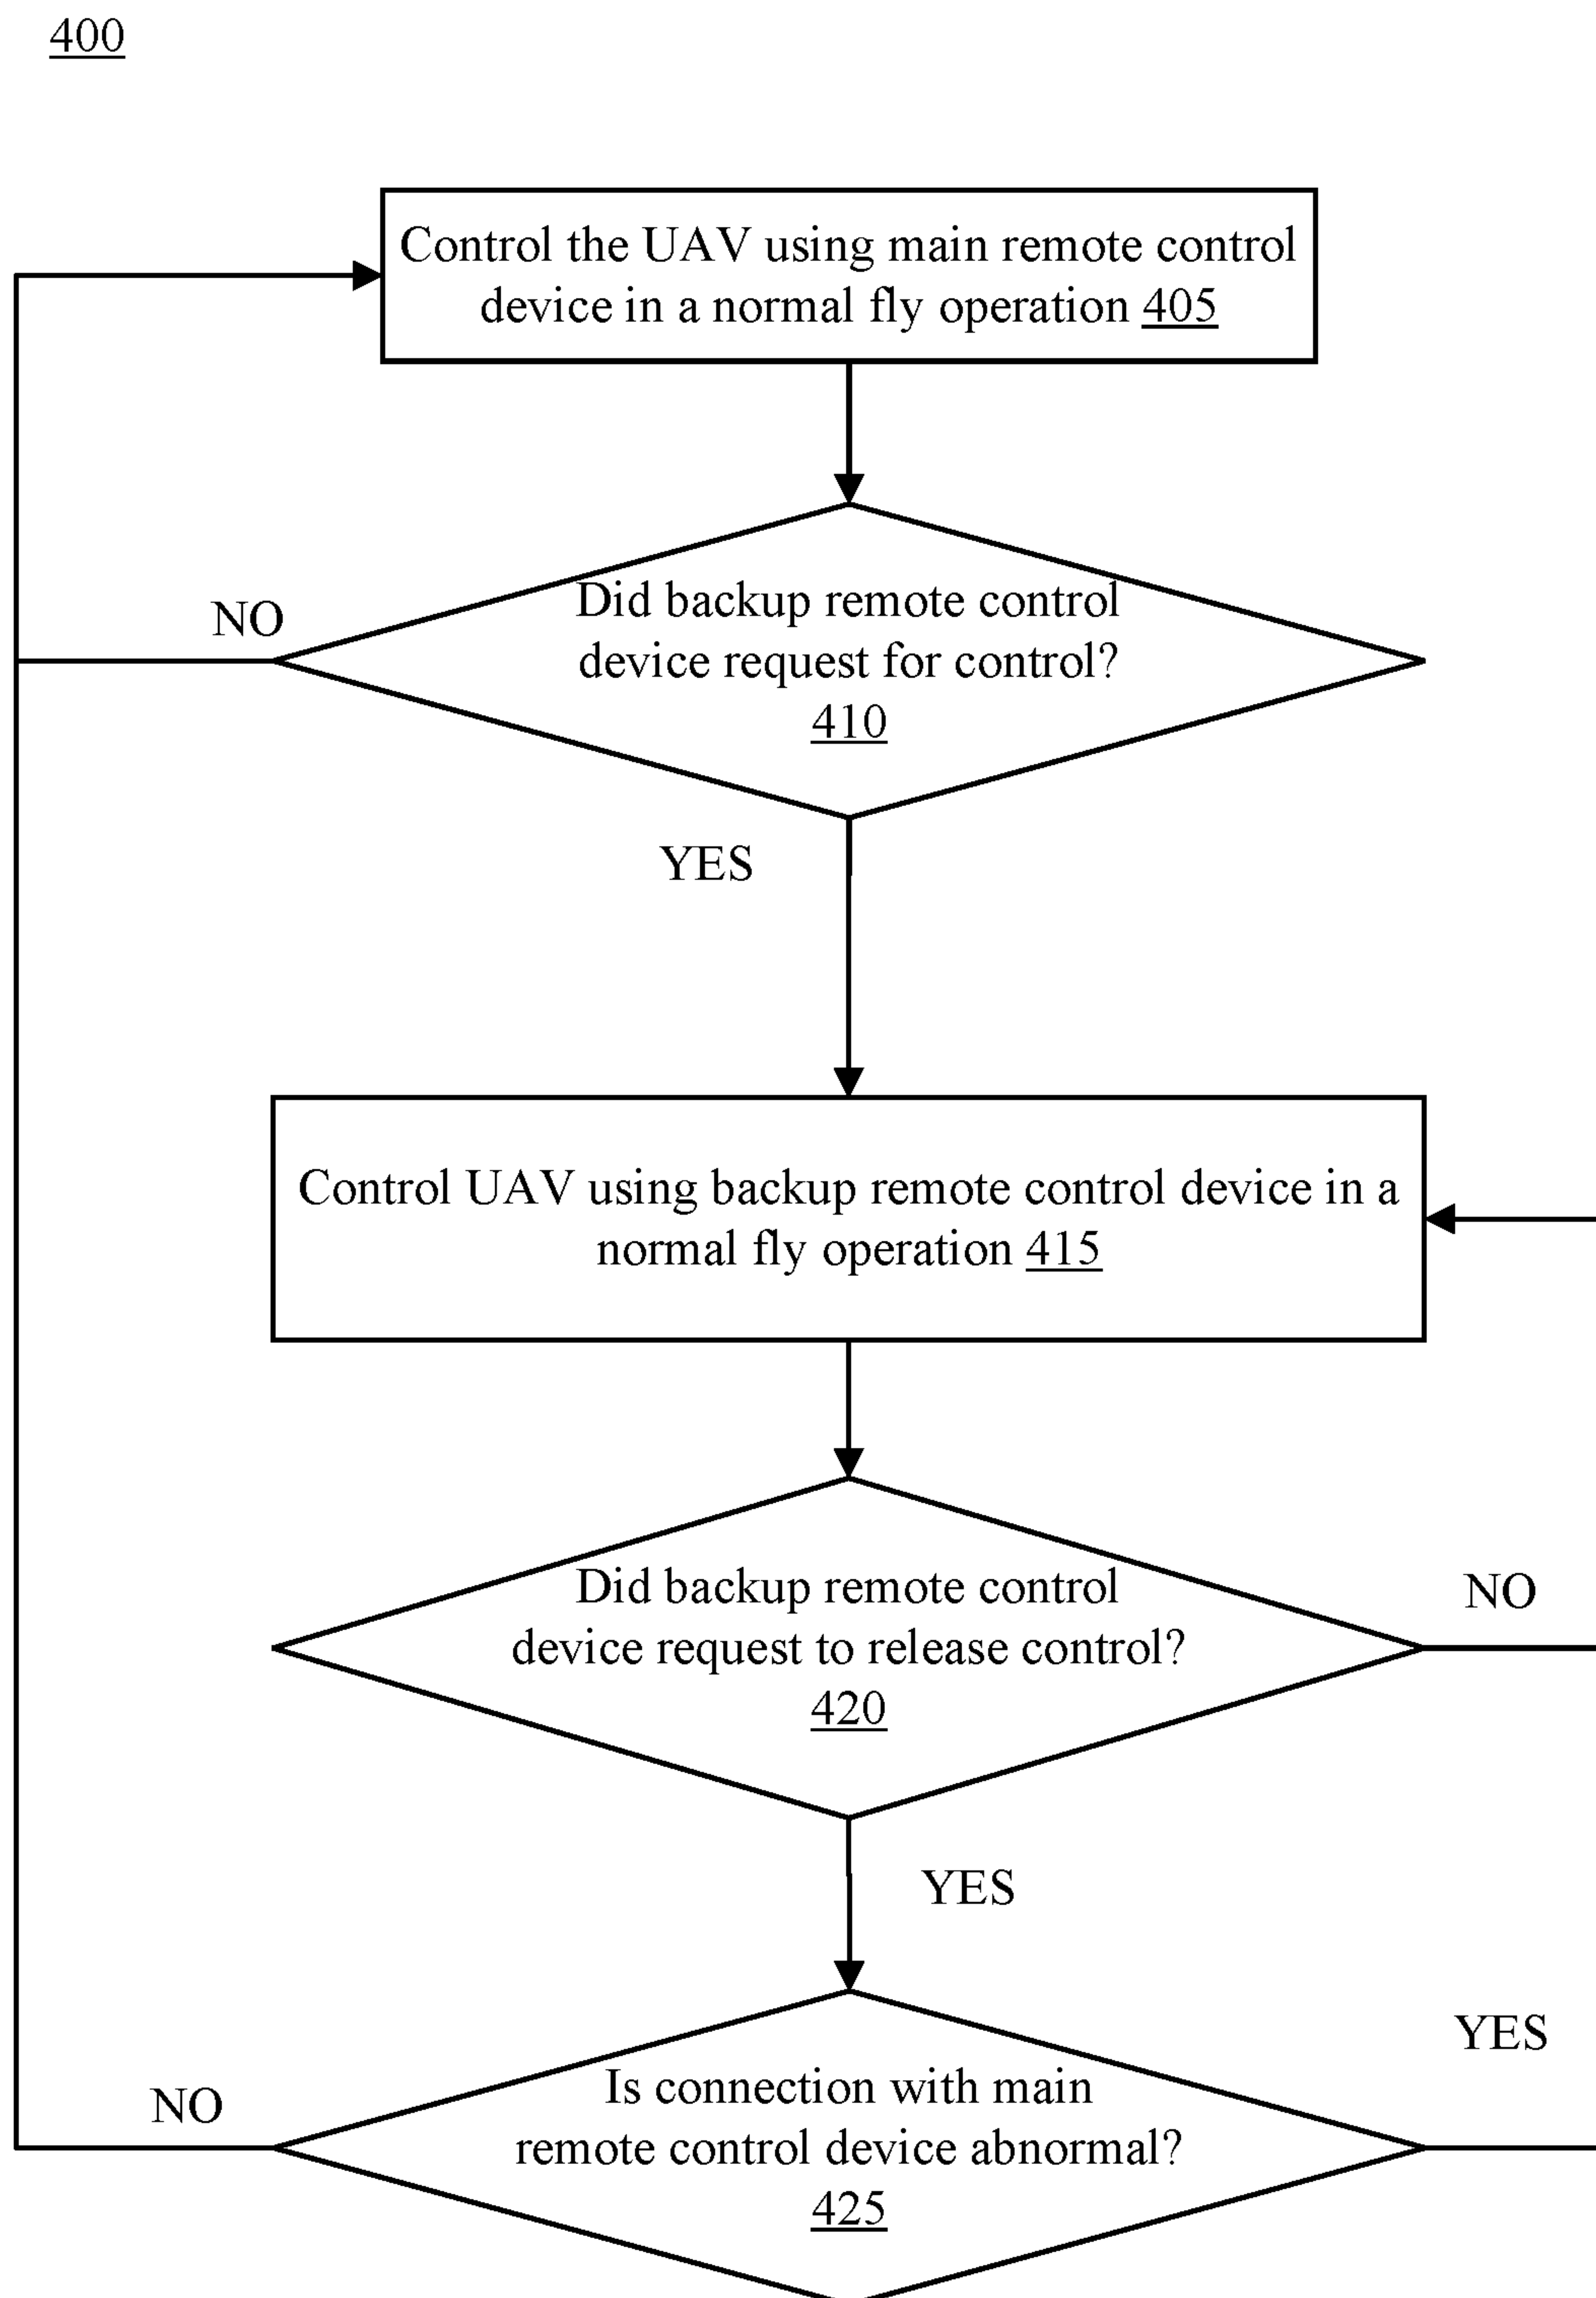 400
Control the UAV using main remote control
device in a normal fly operation 405
NO
Did backup remote control
device request for control?
410
YES
Control UAV using backup remote control device in a
normal fly operation 415
Did backup remote control
device request to release control?
420
NO
YES
YES
NO
Is connection with main
remote control device abnormal?
425